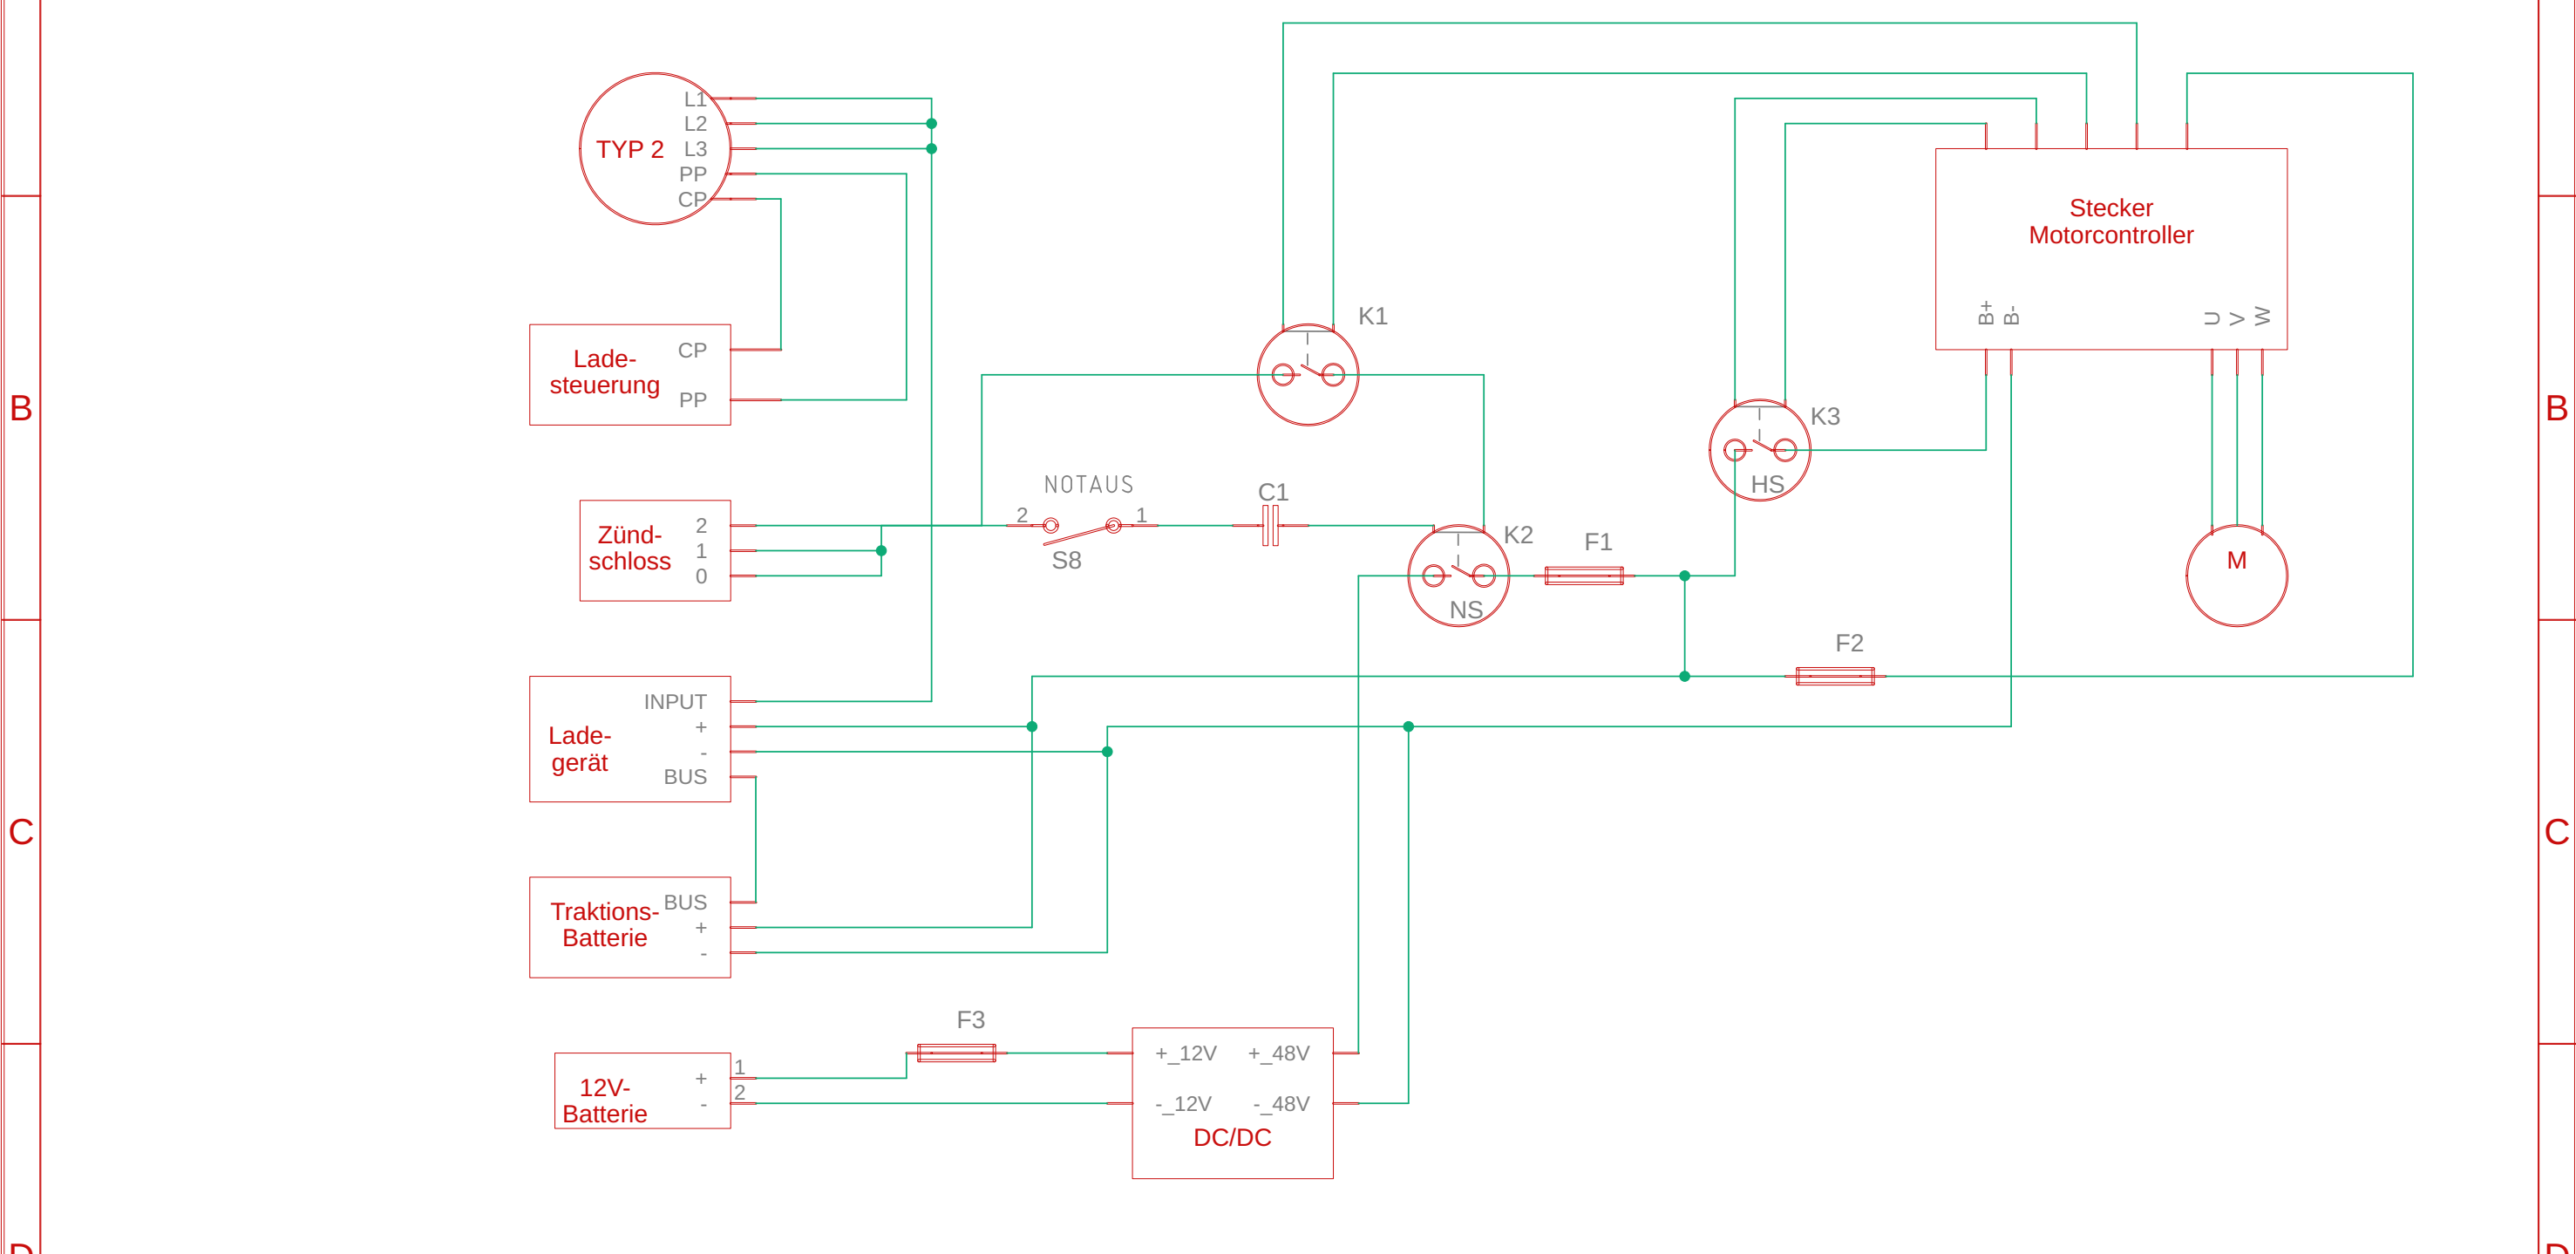 L1
L2
L3
PP
CP
TYP 2
Stecker
Motorcontroller
B+
B-
U
V
W
K1
Lade-
steuerung
CP
PP
B
B
K3
HS
NOTAUS
2
1
S8
C1
K2
NS
F1
Zünd-
schloss
2
1
0
M
F2
Lade-
gerät
INPUT
+
-
BUS
C
C
Traktions-
Batterie
BUS
+
-
F3
12V-
Batterie
+
-
1
2
+_12V
+_48V
-_12V
-_48V
DC/DC
D
D